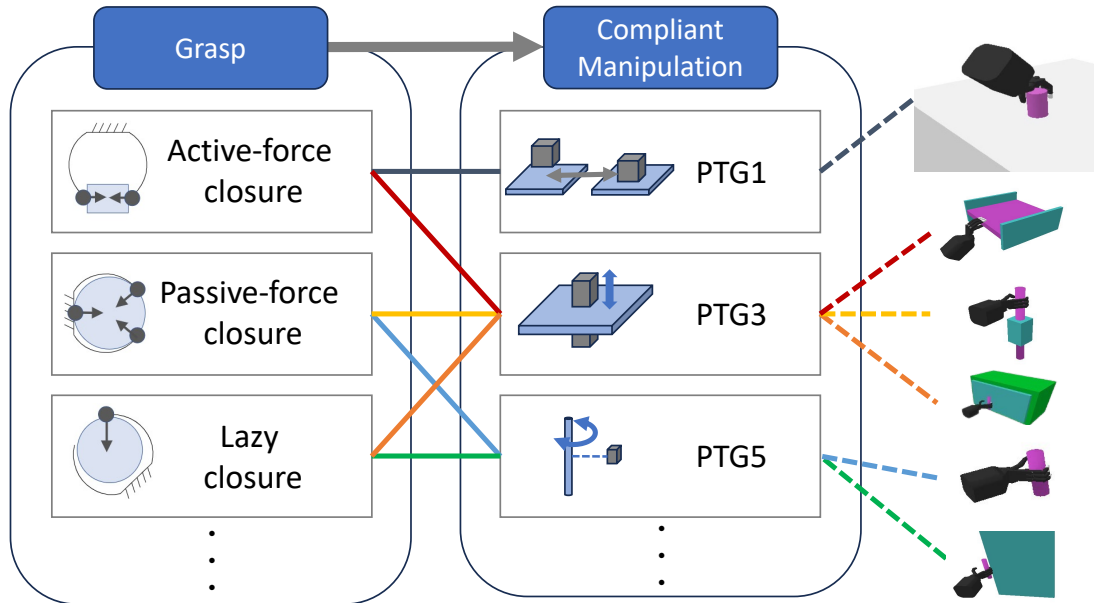 Grasp
Compliant
Manipulation
Active-force
closure
PTG1
Passive-force
closure
PTG3
Lazy
closure
PTG5